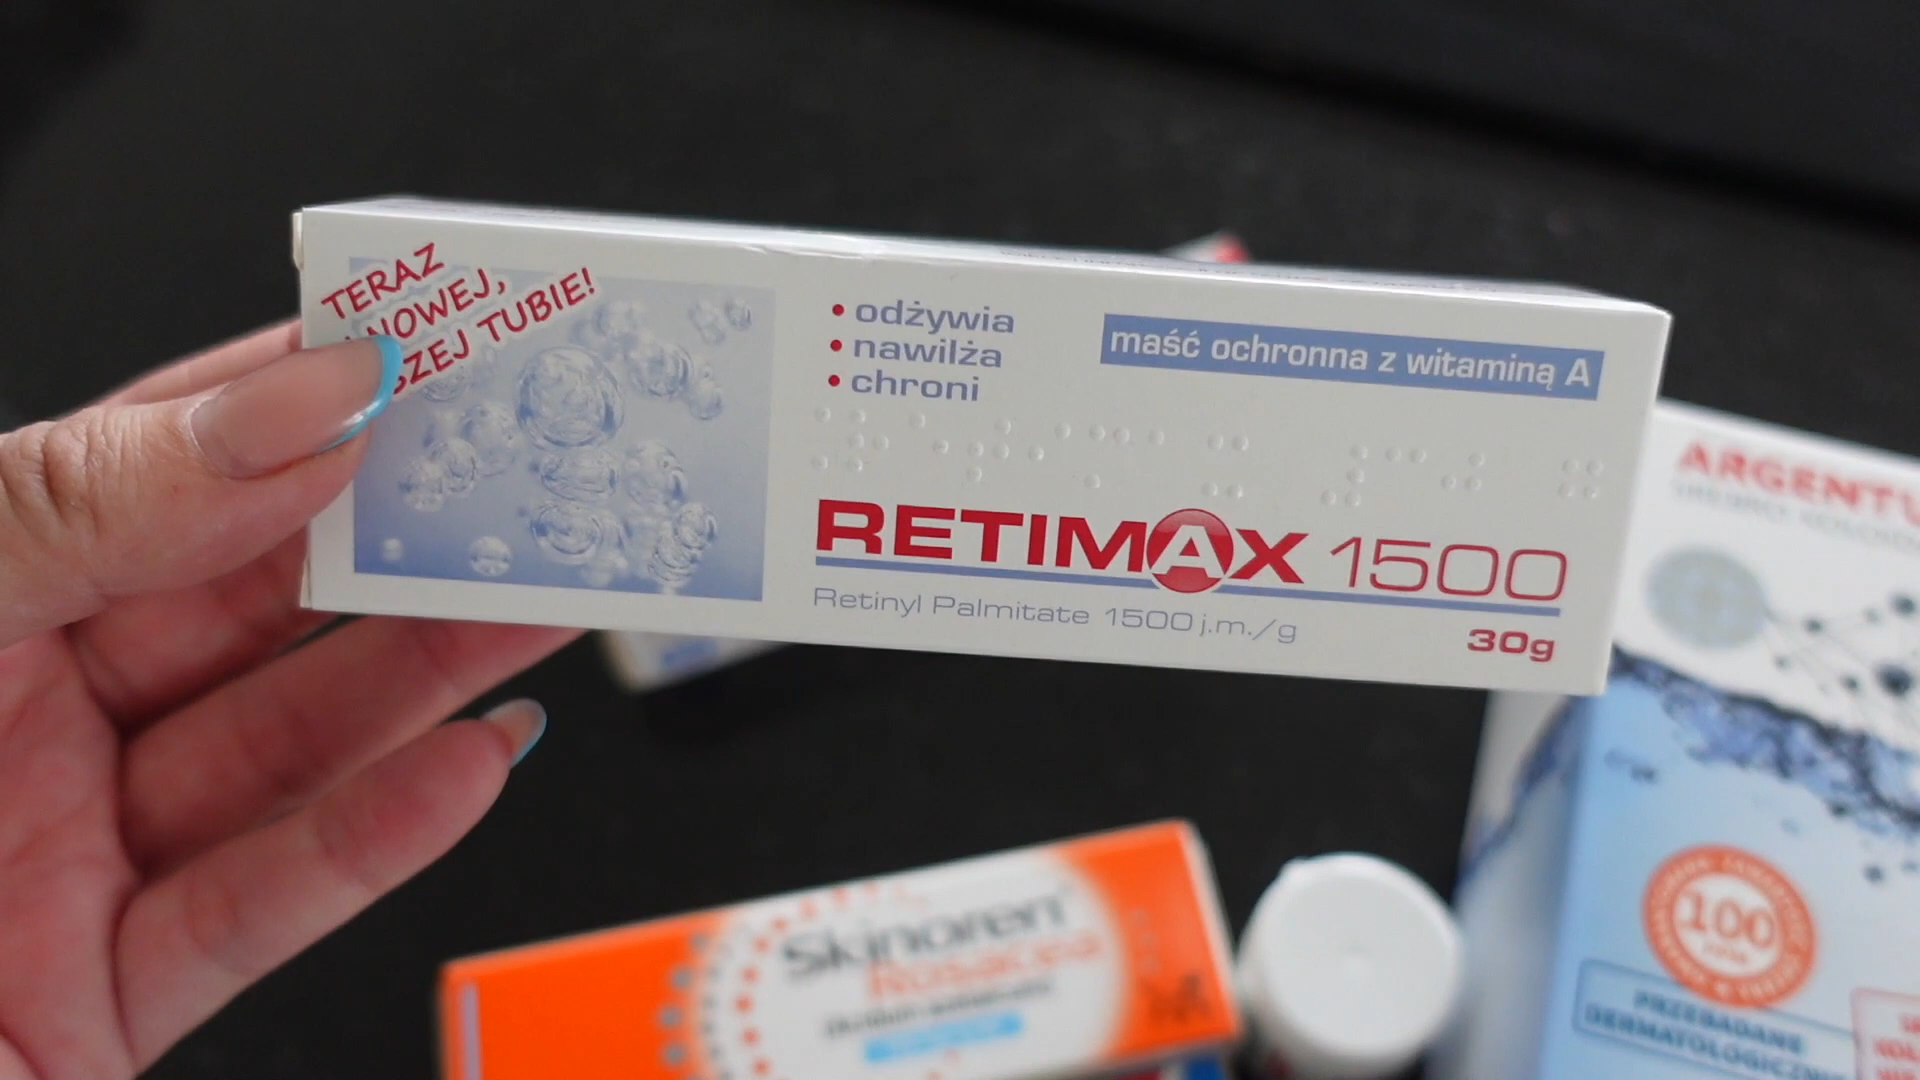 TERAZ
NOWEJ,
SZEJ TUBIE!
• odżywia
• nawilża
• chroni
maść ochronna z witaminą A
RETIMAX 1500
Retinyl Palmitate 1500 j.m./g
30g
ARGENTU
Skinoren
Rosacea
100
PRZEBADANE
DERMATOLOGICZNIE